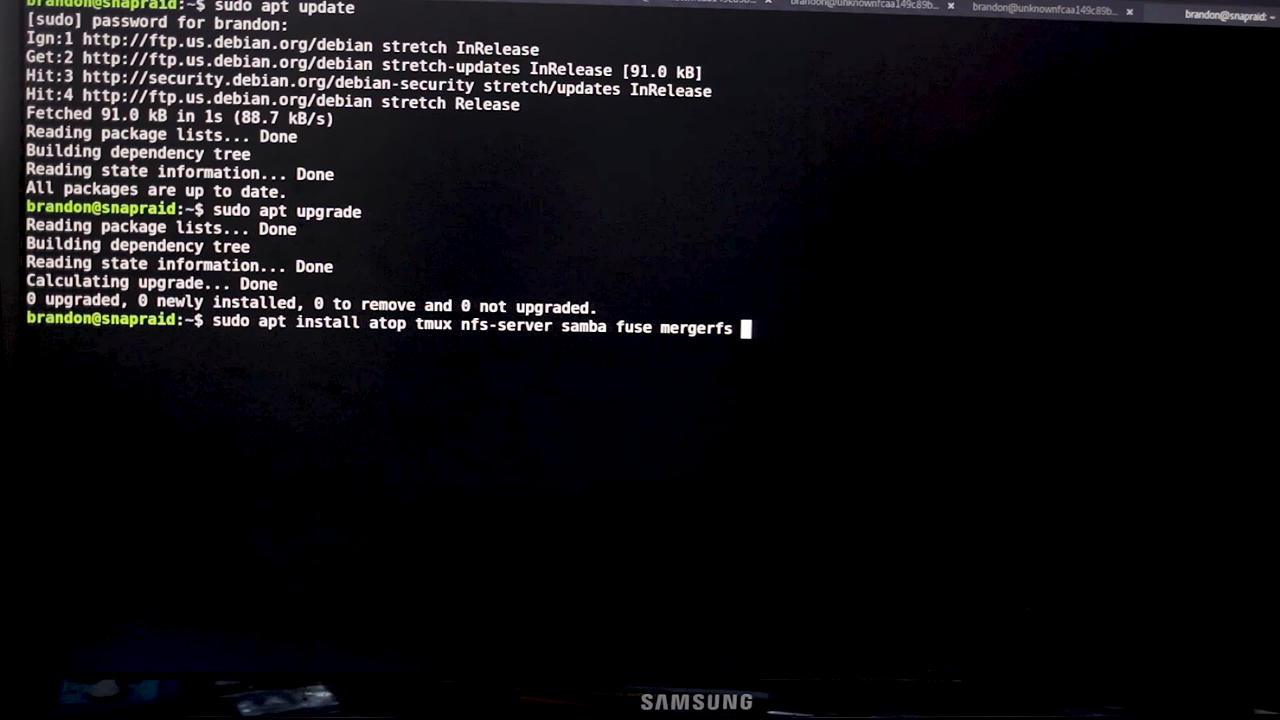 brandon@snapraid:~$ sudo apt update
brandon@unknownfcaa149c89b...
brandon@unknownfcaa149c89b...
brandon@snapraid: ~
[sudo] password for brandon:
Ign:1 http://ftp.us.debian.org/debian stretch InRelease
Get:2 http://ftp.us.debian.org/debian stretch-updates InRelease [91.0 kB]
Hit:3 http://security.debian.org/debian-security stretch/updates InRelease
Hit:4 http://ftp.us.debian.org/debian stretch Release
Fetched 91.0 kB in 1s (88.7 kB/s)
Reading package lists... Done
Building dependency tree
Reading state information... Done
All packages are up to date.
brandon@snapraid:~$ sudo apt upgrade
Reading package lists... Done
Building dependency tree
Reading state information... Done
Calculating upgrade... Done
0 upgraded, 0 newly installed, 0 to remove and 0 not upgraded.
brandon@snapraid:~$ sudo apt install atop tmux nfs-server samba fuse mergerfs
SAMSUNG